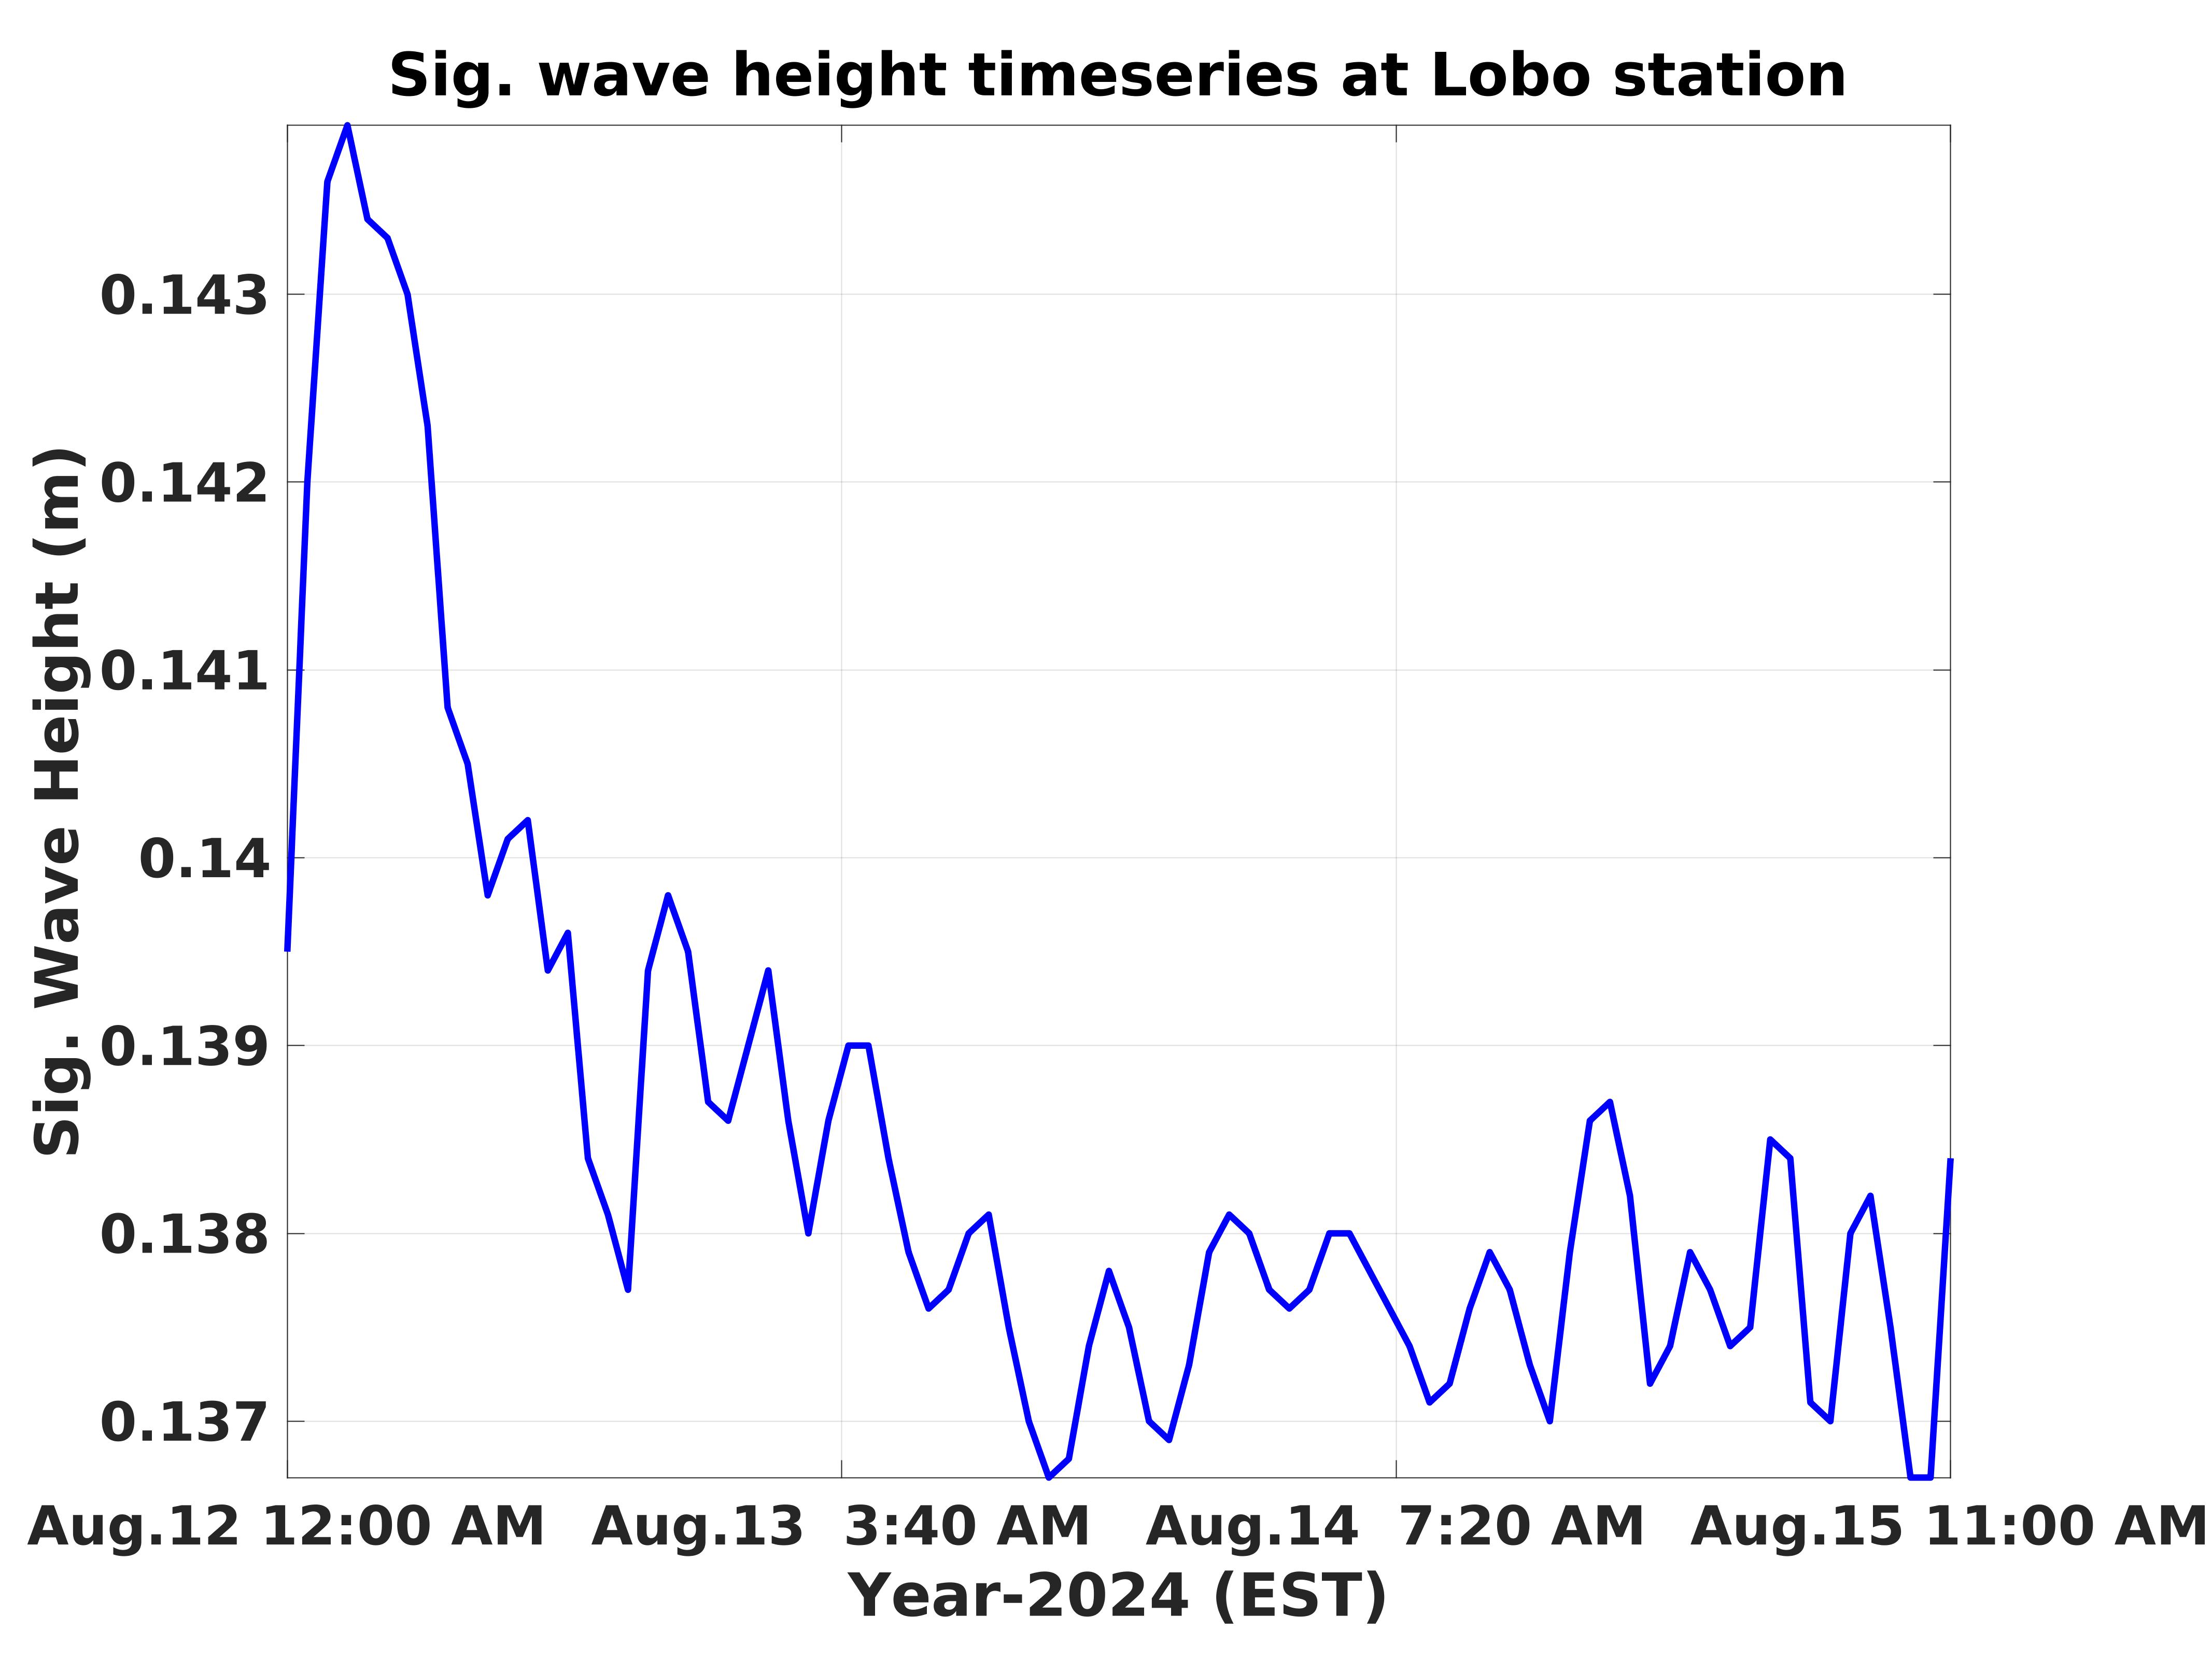 Sig. wave height timeseries at Lobo station
Sig. Wave Height (m)
0.143
0.142
0.141
0.14
0.139
0.138
0.137
Aug.12 12:00 AM Aug.13 3:40 AM Aug.14 7:20 AM Aug.15 11:00 AM
Year-2024 (EST)